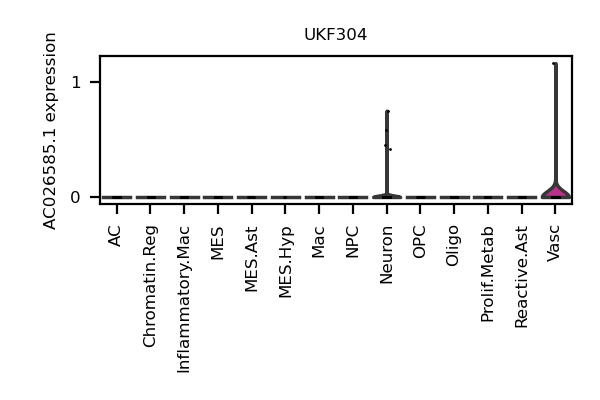 UKF304
AC026585.1 expression
1
0
AC
Chromatin.Reg
Inflammatory.Mac
MES
MES.Ast
MES.Hyp
Mac
NPC
Neuron
OPC
Oligo
Prolif.Metab
Reactive.Ast
Vasc